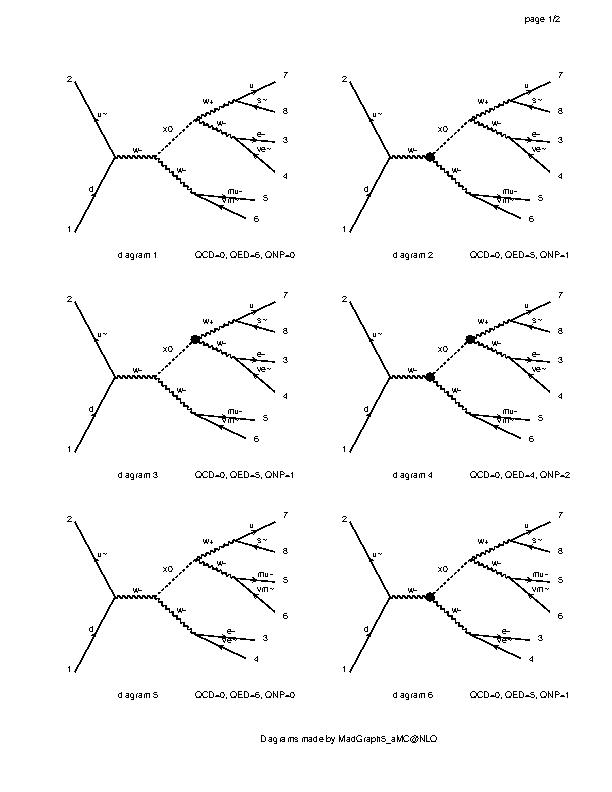 page 1/2
2 u~ d 1 w- x0 w+ w- w- u s~ e- ve~ mu- vm~ 7 8 3 4 5 6
diagram 1 QCD=0, QED=6, QNP=0
2 u~ d 1 w- x0 w+ w- w- u s~ e- ve~ mu- vm~ 7 8 3 4 5 6
diagram 2 QCD=0, QED=5, QNP=1
2 u~ d 1 w- x0 w+ w- w- u s~ e- ve~ mu- vm~ 7 8 3 4 5 6
diagram 3 QCD=0, QED=5, QNP=1
2 u~ d 1 w- x0 w+ w- w- u s~ e- ve~ mu- vm~ 7 8 3 4 5 6
diagram 4 QCD=0, QED=4, QNP=2
2 u~ d 1 w- x0 w+ w- w- u s~ mu- vm~ e- ve~ 7 8 5 6 3 4
diagram 5 QCD=0, QED=6, QNP=0
2 u~ d 1 w- x0 w+ w- w- u s~ mu- vm~ e- ve~ 7 8 5 6 3 4
diagram 6 QCD=0, QED=5, QNP=1
Diagrams made by MadGraph5_aMC@NLO